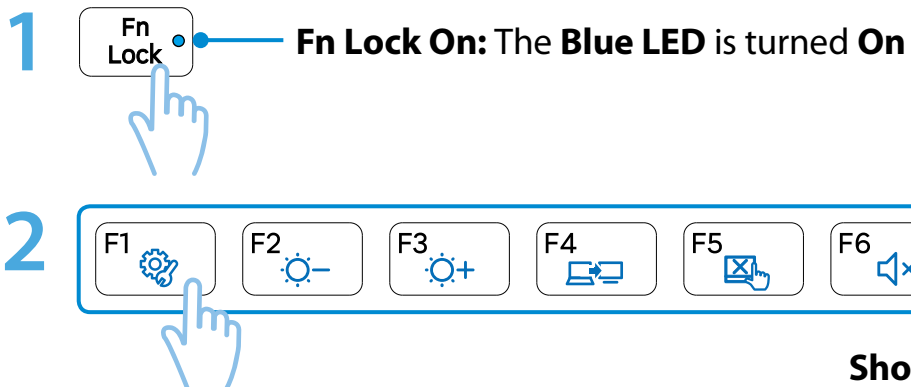 1
Fn
Lock
Fn Lock On: The Blue LED is turned On
2
F1 F2 F3 F4 F5 F6
Sho